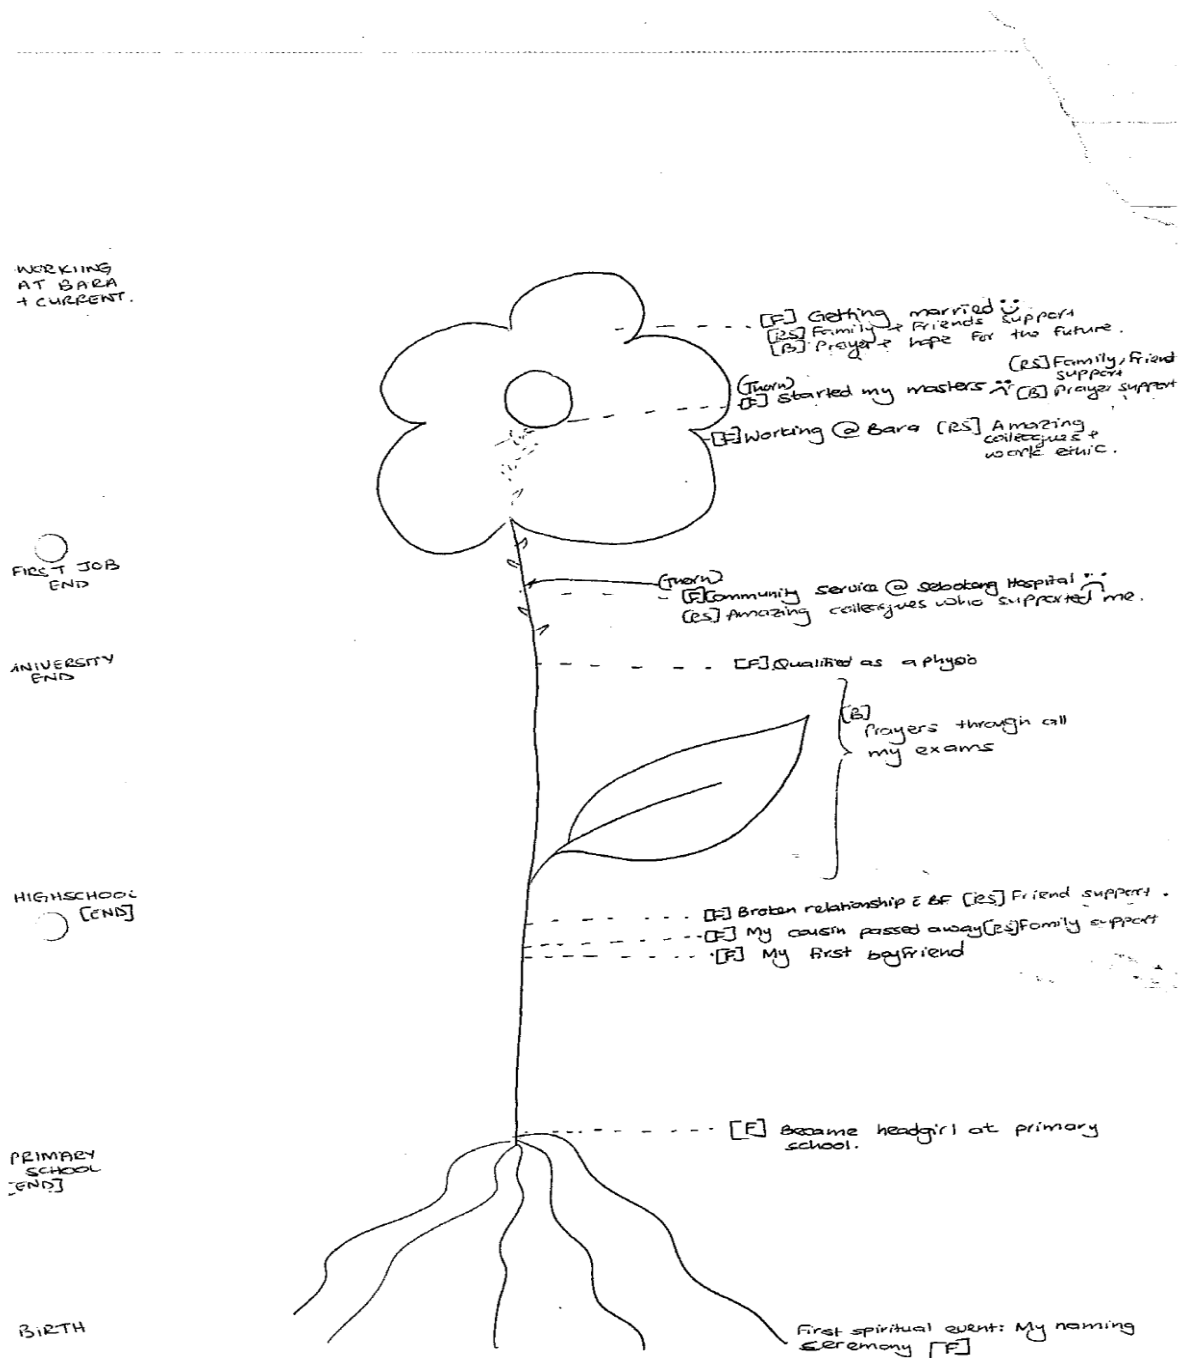 WORKIING
AT BARA
+ CURRENT.
[F] Getting married
[RS] Family + Friends support
[B] Prayer + hope for the future.
(Thorn)
[F] Started my masters
[RS] Family, friend
support
[B] Prayer support
[F] Working @ Bara [RS] Amazing
colleagues +
work ethic.
FIRST JOB
END
(Thorn)
[F] Community service @ Sebokeng Hospital
[RS] Amazing colleagues who supported me.
UNIVERSITY
END
[F] Qualified as a physio
[B]
Prayers through all
my exams
HIGHSCHOOL
[END]
[F] Broken relationship c̄ BF [RS] Friend support.
[F] My cousin passed away [RS] Family support
[F] My first boyfriend
[F] Became headgirl at primary
school.
PRIMARY
SCHOOL
[END]
BIRTH
First spiritual event: My naming
ceremony [F]